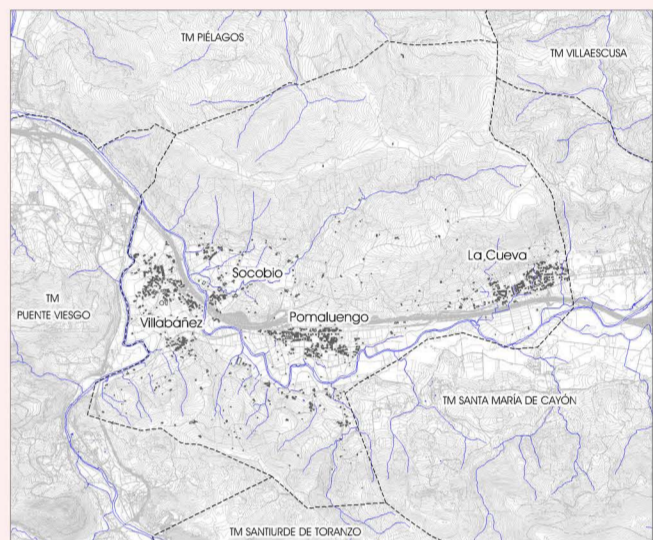 TM PIÉLAGOS
TM VILLAESCUSA
La Cueva
Socobio
TM
PUENTE VIESGO
Villabáñez
Pomaluengo
TM SANTA MARÍA DE CAYÓN
TM SANTIURDE DE TORANZO